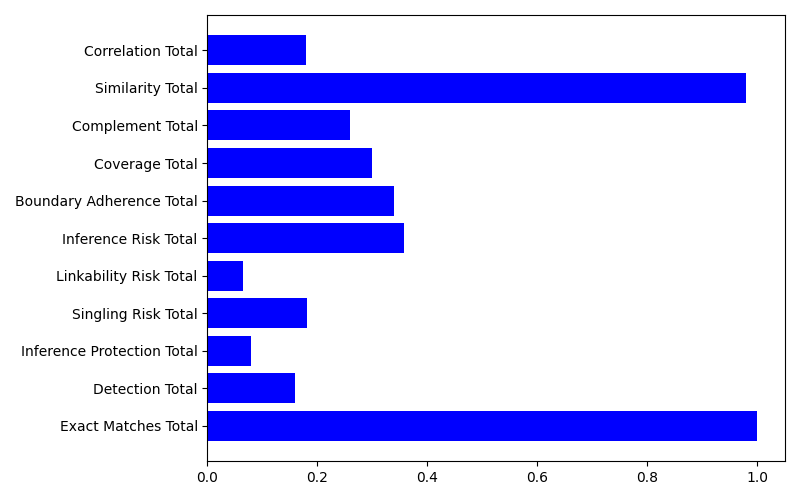 Correlation Total
Similarity Total
Complement Total
Coverage Total
Boundary Adherence Total
Inference Risk Total
Linkability Risk Total
Singling Risk Total
Inference Protection Total
Detection Total
Exact Matches Total
0.0 0.2 0.4 0.6 0.8 1.0